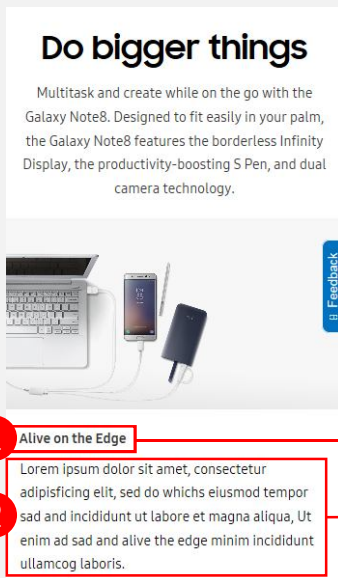 Do bigger things
Multitask and create while on the go with the
Galaxy Note8. Designed to fit easily in your palm,
the Galaxy Note8 features the borderless Infinity
Display, the productivity-boosting S Pen, and dual
camera technology.
Feedback
Alive on the Edge
Lorem ipsum dolor sit amet, consectetur
adipisficing elit, sed do whichs eiusmod tempor
sad and incididunt ut labore et magna aliqua, Ut
enim ad sad and alive the edge minim incididunt
ullamcog laboris.